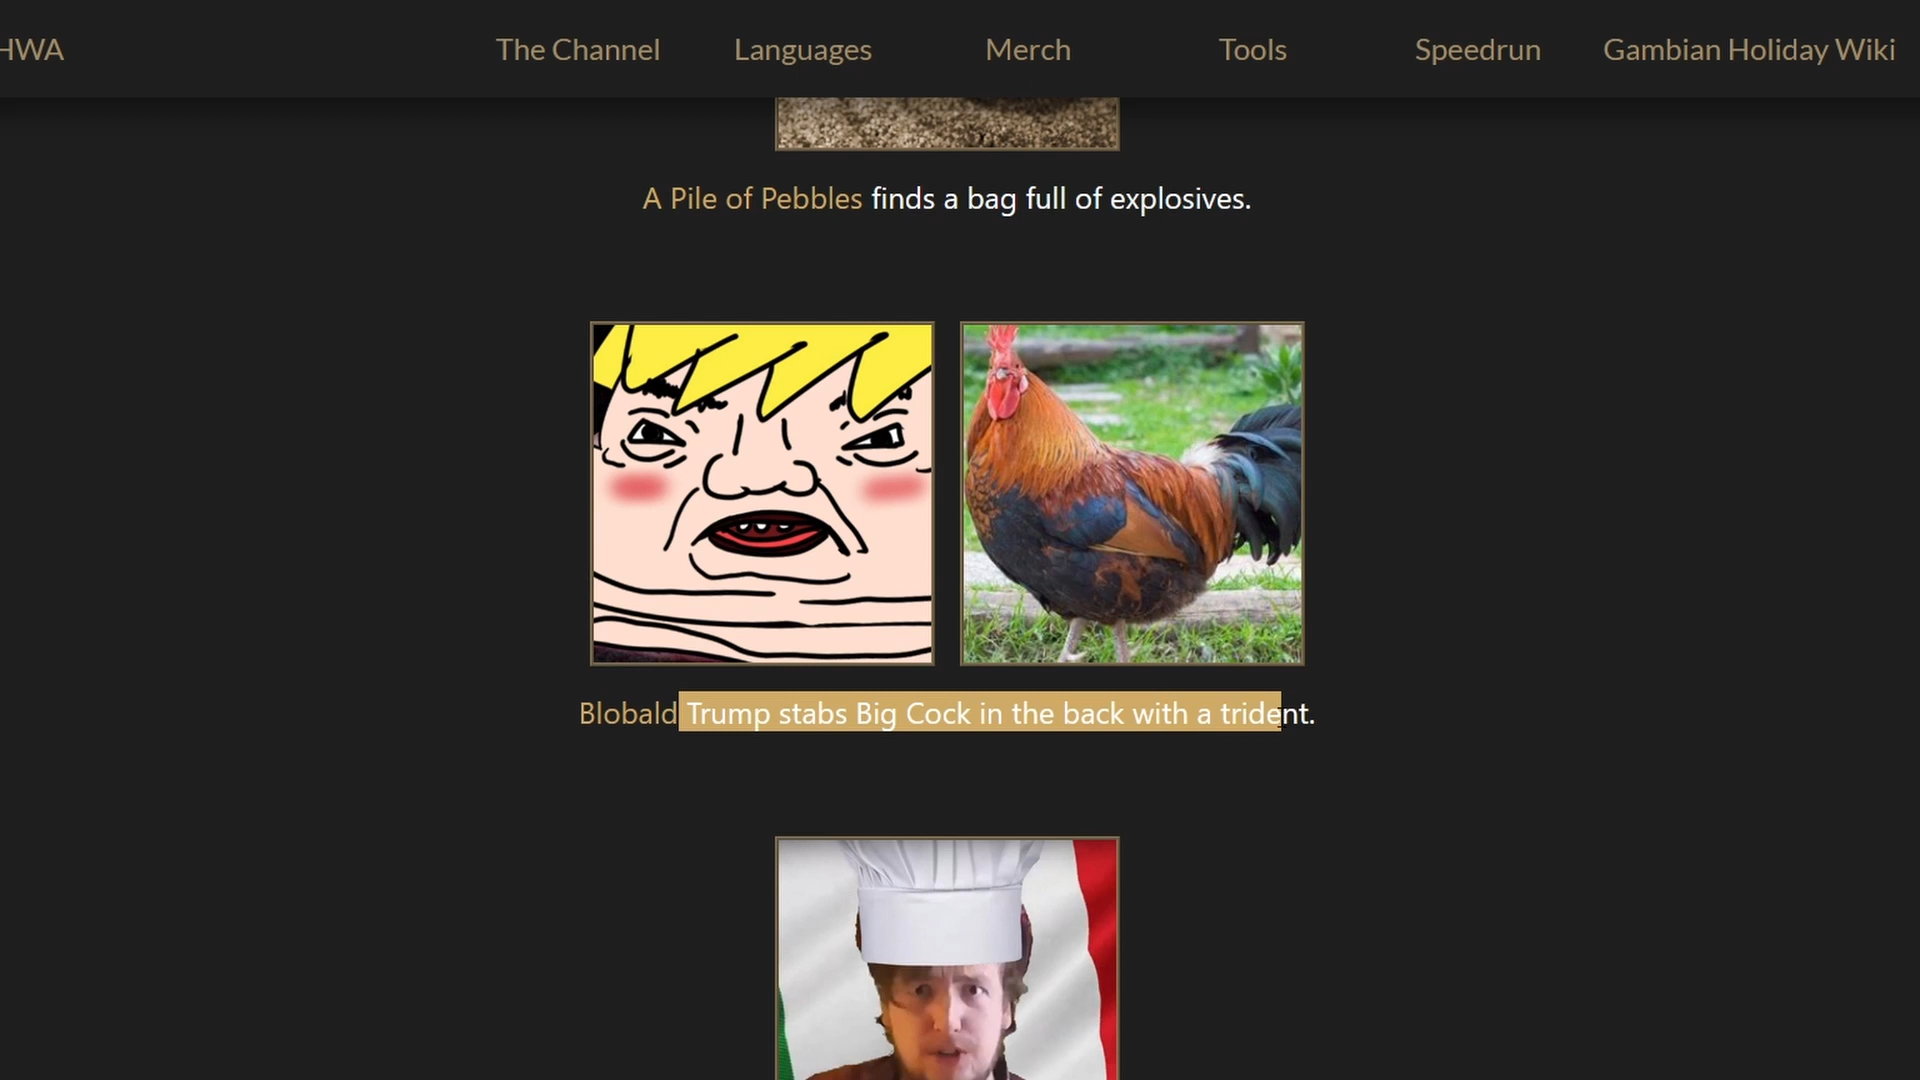 HWA The Channel Languages Merch Tools Speedrun Gambian Holiday Wiki
A Pile of Pebbles finds a bag full of explosives.
Blobald Trump stabs Big Cock in the back with a trident.